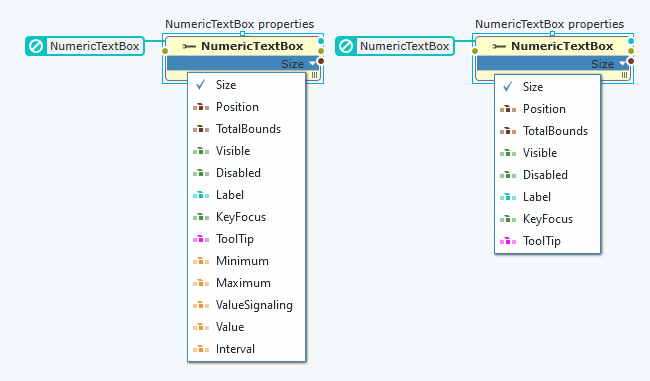 NumericTextBox properties
NumericTextBox
NumericTextBox
Size
Size
Position
TotalBounds
Visible
Disabled
Label
KeyFocus
ToolTip
Minimum
Maximum
ValueSignaling
Value
Interval
NumericTextBox properties
NumericTextBox
NumericTextBox
Size
Size
Position
TotalBounds
Visible
Disabled
Label
KeyFocus
ToolTip